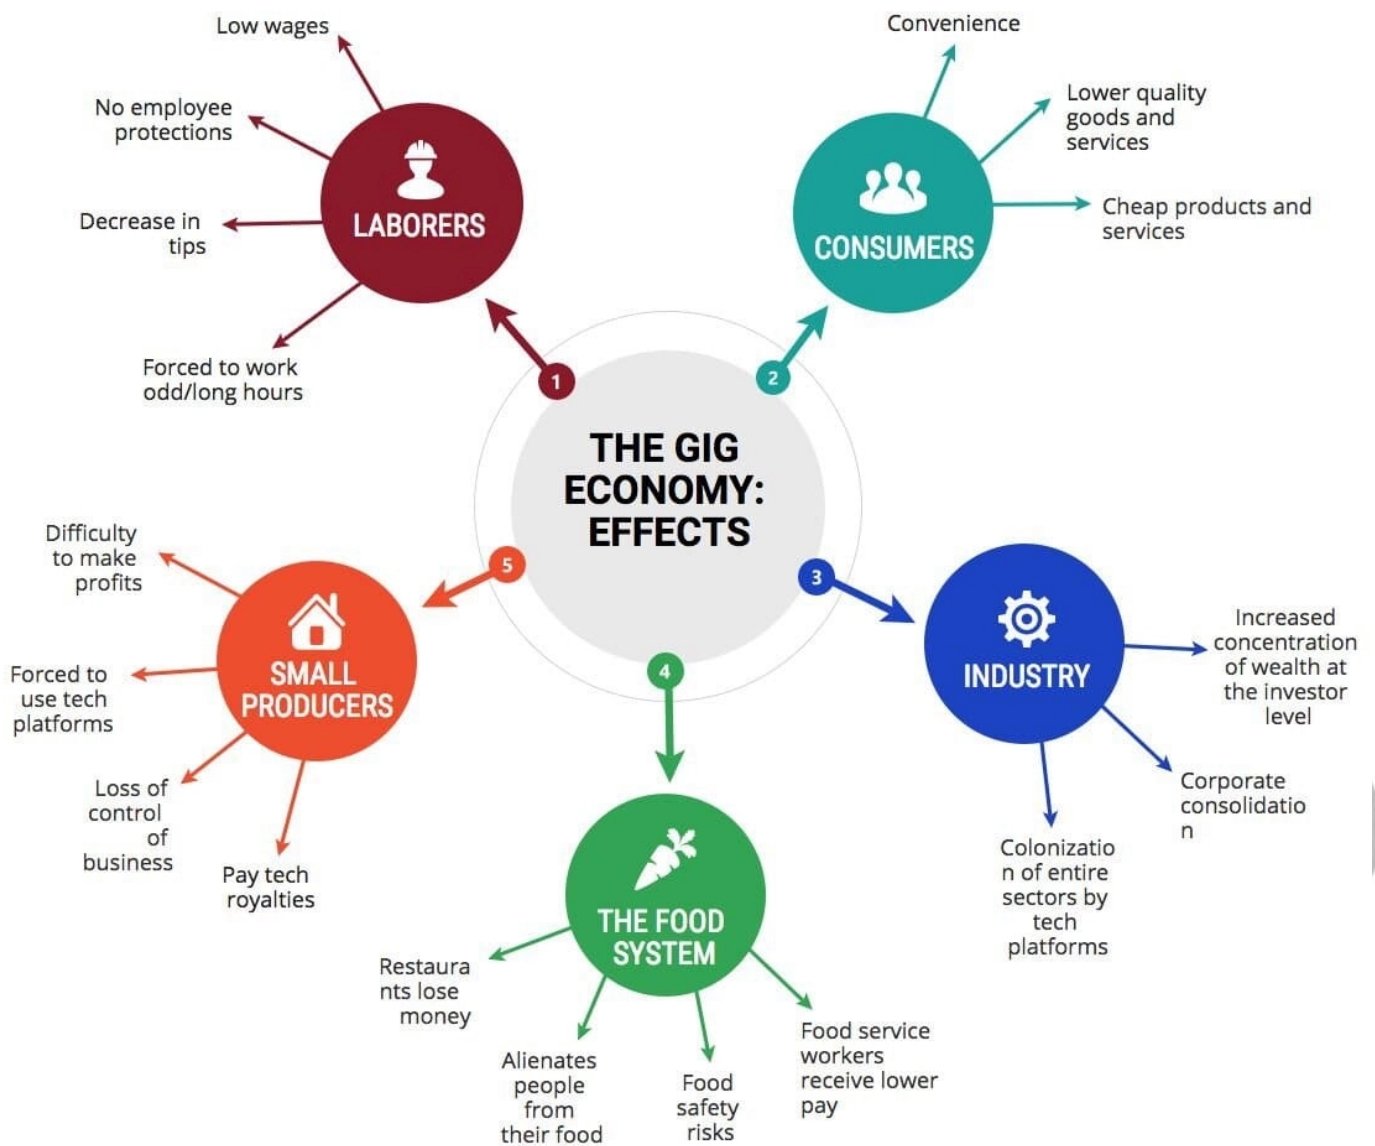 THE GIG
ECONOMY:
EFFECTS
1
LABORERS
Low wages
No employee
protections
Decrease in
tips
Forced to work
odd/long hours
2
CONSUMERS
Convenience
Lower quality
goods and
services
Cheap products and
services
3
INDUSTRY
Increased
concentration
of wealth at
the investor
level
Corporate
consolidatio
n
Colonizatio
n of entire
sectors by
tech
platforms
4
THE FOOD
SYSTEM
Food service
workers
receive lower
pay
Food
safety
risks
Alienates
people
from
their food
Restaura
nts lose
money
5
SMALL
PRODUCERS
Difficulty
to make
profits
Forced to
use tech
platforms
Loss of
control
of
business
Pay tech
royalties